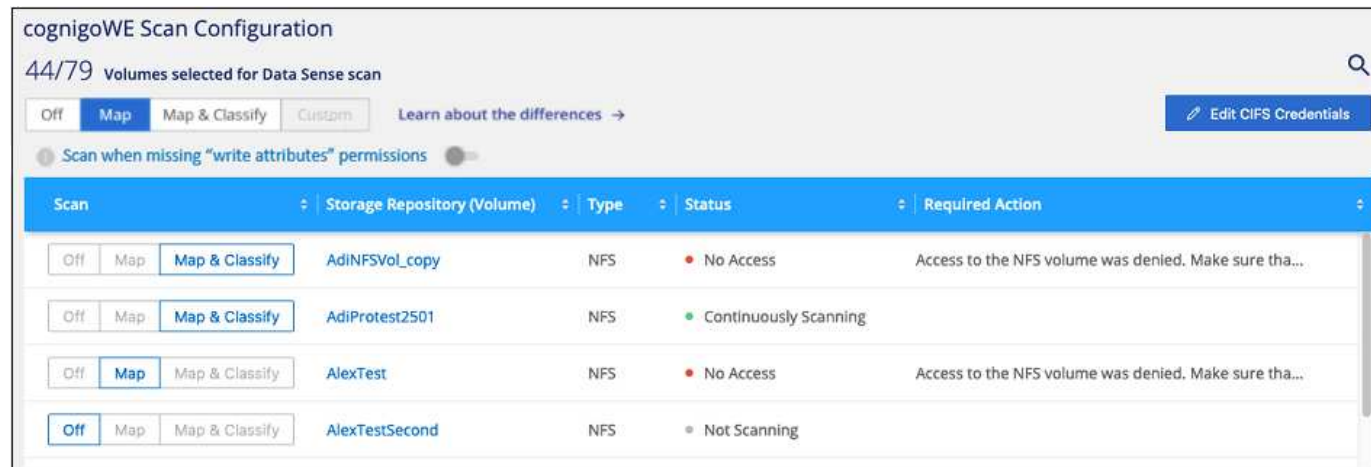 cognigoWE Scan Configuration
44/79 Volumes selected for Data Sense scan
Off Map Map & Classify Custom Learn about the differences → Edit CIFS Credentials
Scan when missing "write attributes" permissions
Scan Storage Repository (Volume) Type Status Required Action
Off Map Map & Classify AdiNFSVol_copy NFS No Access Access to the NFS volume was denied. Make sure tha...
Off Map Map & Classify AdiProtest2501 NFS Continuously Scanning
Off Map Map & Classify AlexTest NFS No Access Access to the NFS volume was denied. Make sure tha...
Off Map Map & Classify AlexTestSecond NFS Not Scanning